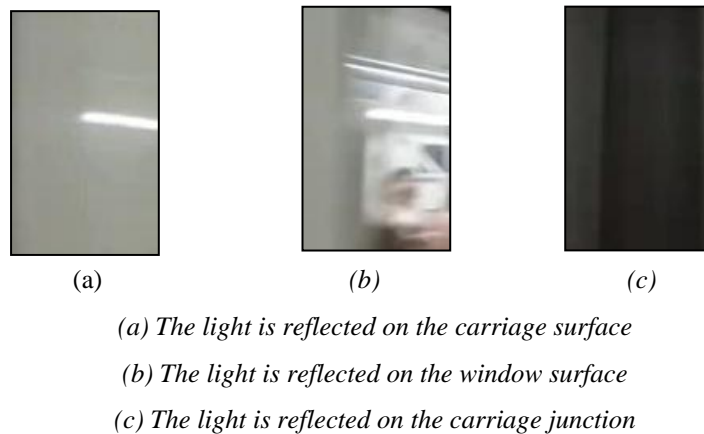 (a) (b) (c)
(a) The light is reflected on the carriage surface
(b) The light is reflected on the window surface
(c) The light is reflected on the carriage junction